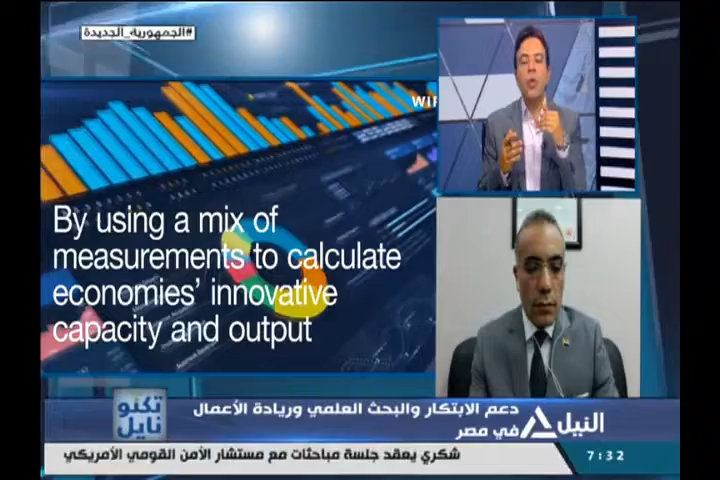 #الجمهورية_الجديدة
By using a mix of
measurements to calculate
economies' innovative
capacity and output
تكنو
نايل
دعم الابتكار والبحث العلمي وريادة الأعمال
في مصر
النيل
شكري يعقد جلسة مباحثات مع مستشار الأمن القومي الأمريكي
7:32